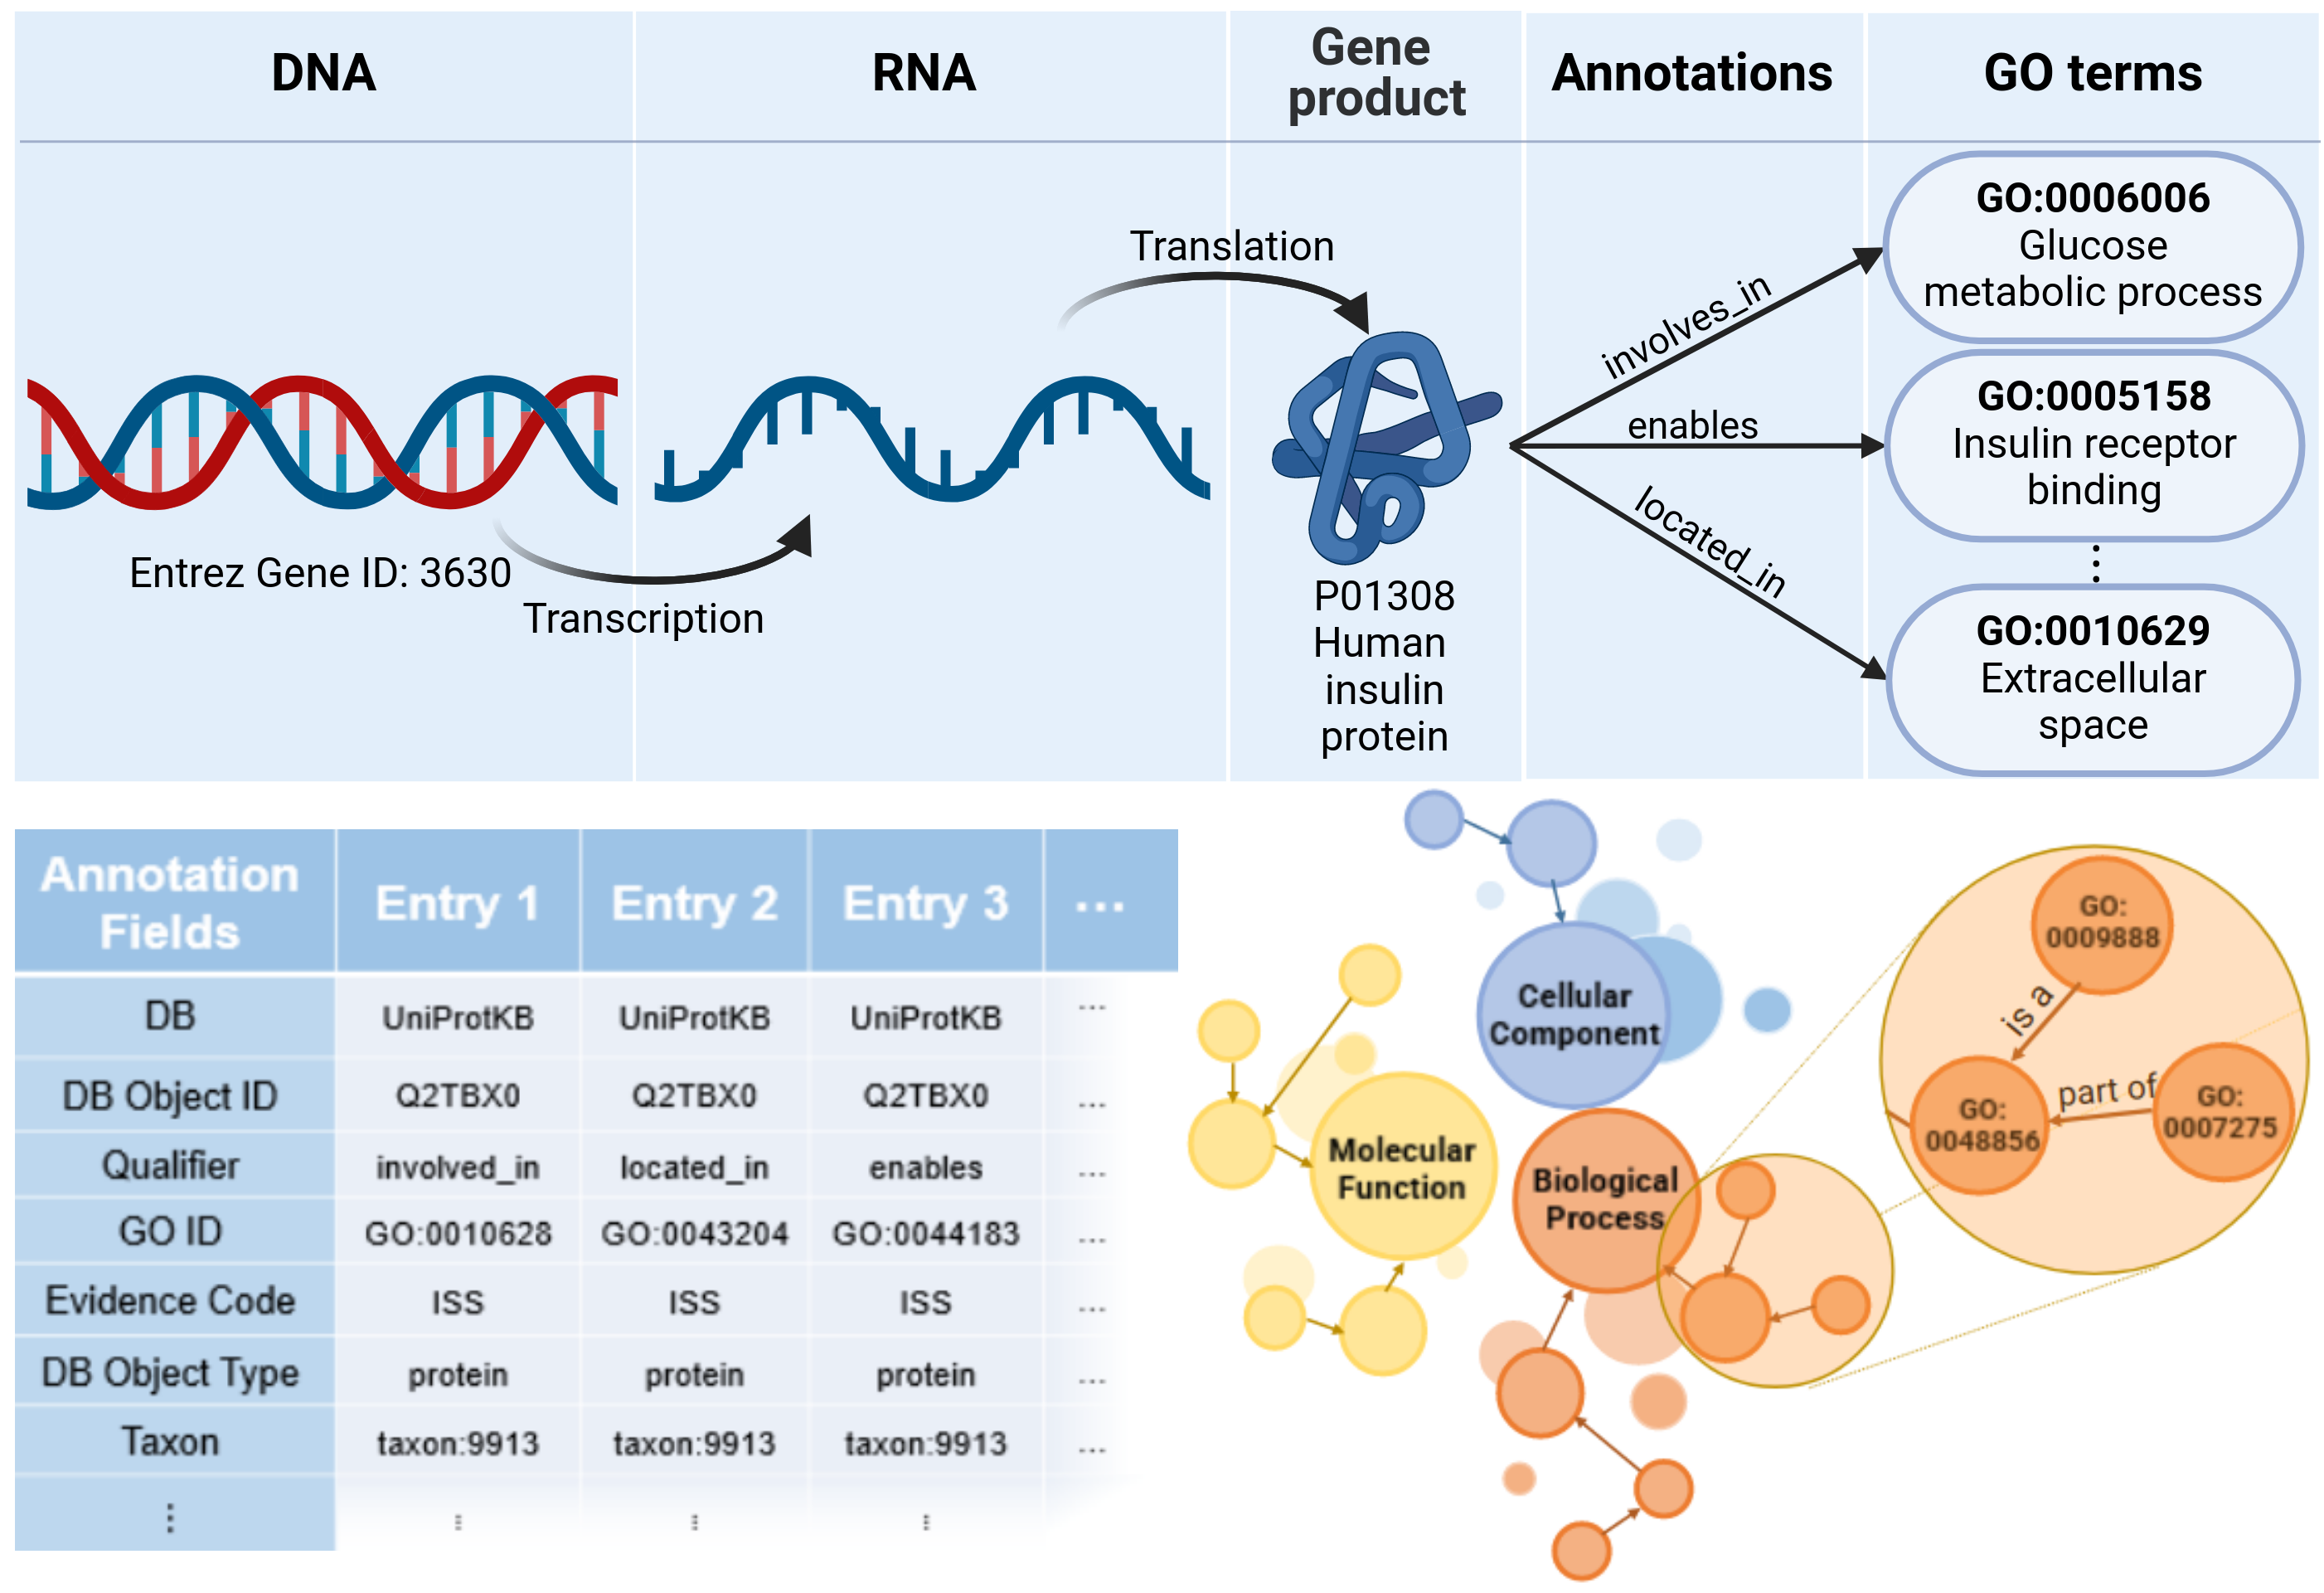 DNA
RNA
Gene
product
Annotations
GO terms
Translation
Entrez Gene ID: 3630
Transcription
P01308
Human
insulin
protein
involves_in
enables
located_in
GO:0006006
Glucose
metabolic process
GO:0005158
Insulin receptor
binding
⋮
GO:0010629
Extracellular
space
Annotation
Fields
Entry 1
Entry 2
Entry 3
...
DB
UniProtKB
UniProtKB
UniProtKB
...
DB Object ID
Q2TBX0
Q2TBX0
Q2TBX0
...
Qualifier
involved_in
located_in
enables
...
GO ID
GO:0010628
GO:0043204
GO:0044183
...
Evidence Code
ISS
ISS
ISS
...
DB Object Type
protein
protein
protein
...
Taxon
taxon:9913
taxon:9913
taxon:9913
...
⋮
⋮
⋮
⋮
Cellular
Component
Molecular
Function
Biological
Process
GO:
0009888
is a
GO:
0048856
part of
GO:
0007275